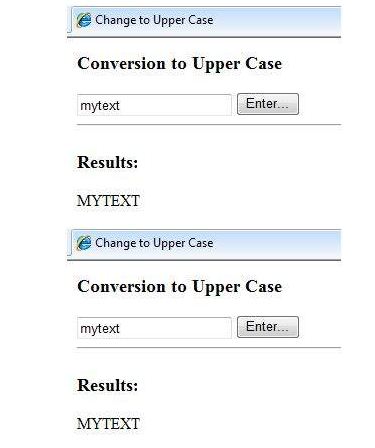 Change to Upper Case
Conversion to Upper Case
mytext Enter...
Results:
MYTEXT
Change to Upper Case
Conversion to Upper Case
mytext Enter...
Results:
MYTEXT